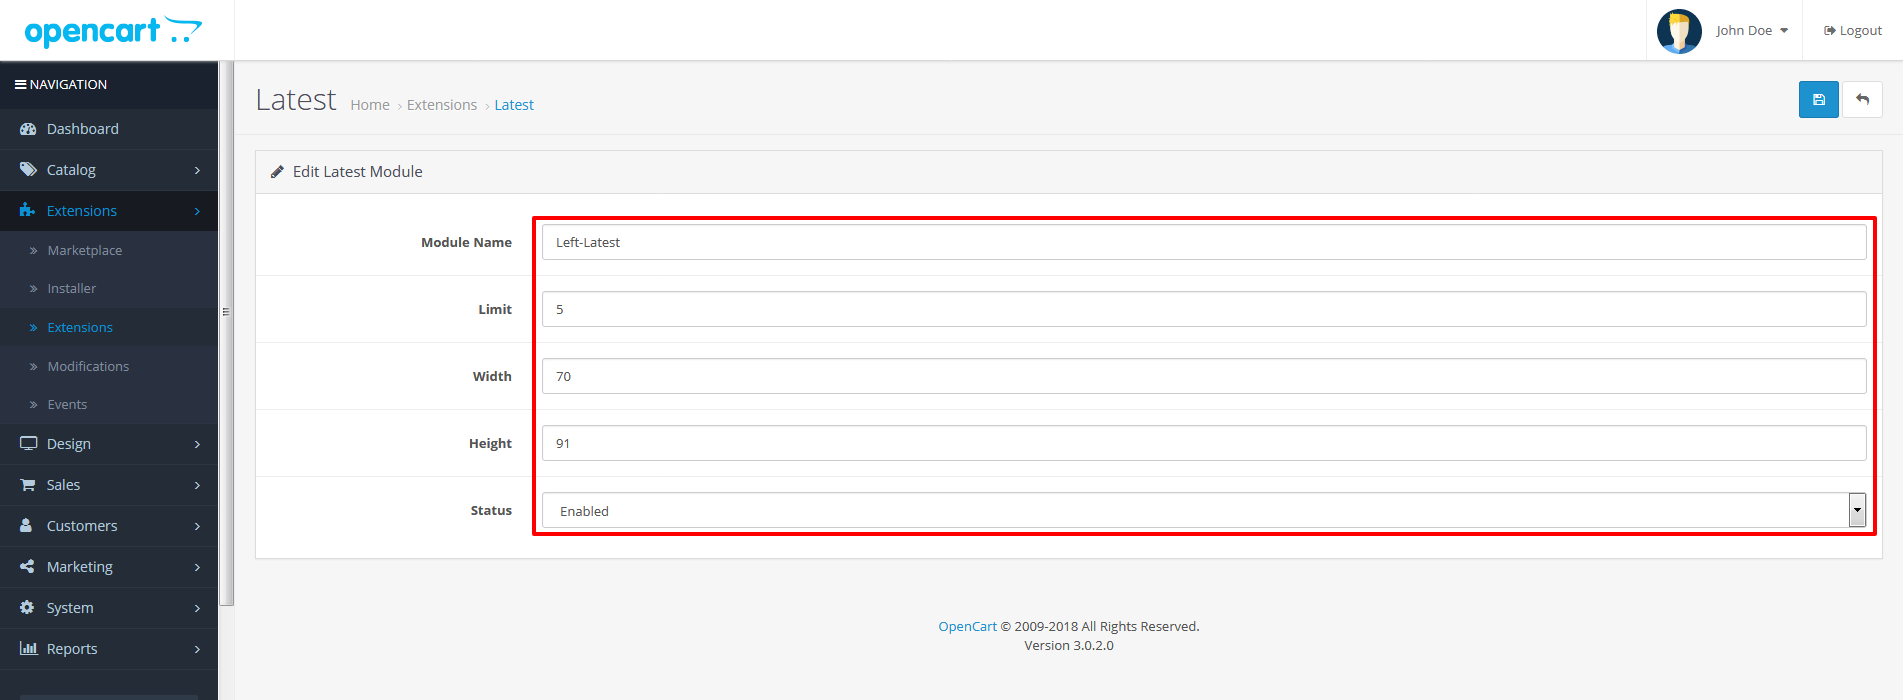 opencart
John Doe
Logout
NAVIGATION
Dashboard
Catalog
Extensions
Marketplace
Installer
Extensions
Modifications
Events
Design
Sales
Customers
Marketing
System
Reports
Latest Home › Extensions › Latest
Edit Latest Module
Module Name Left-Latest
Limit 5
Width 70
Height 91
Status Enabled
OpenCart © 2009-2018 All Rights Reserved.
Version 3.0.2.0